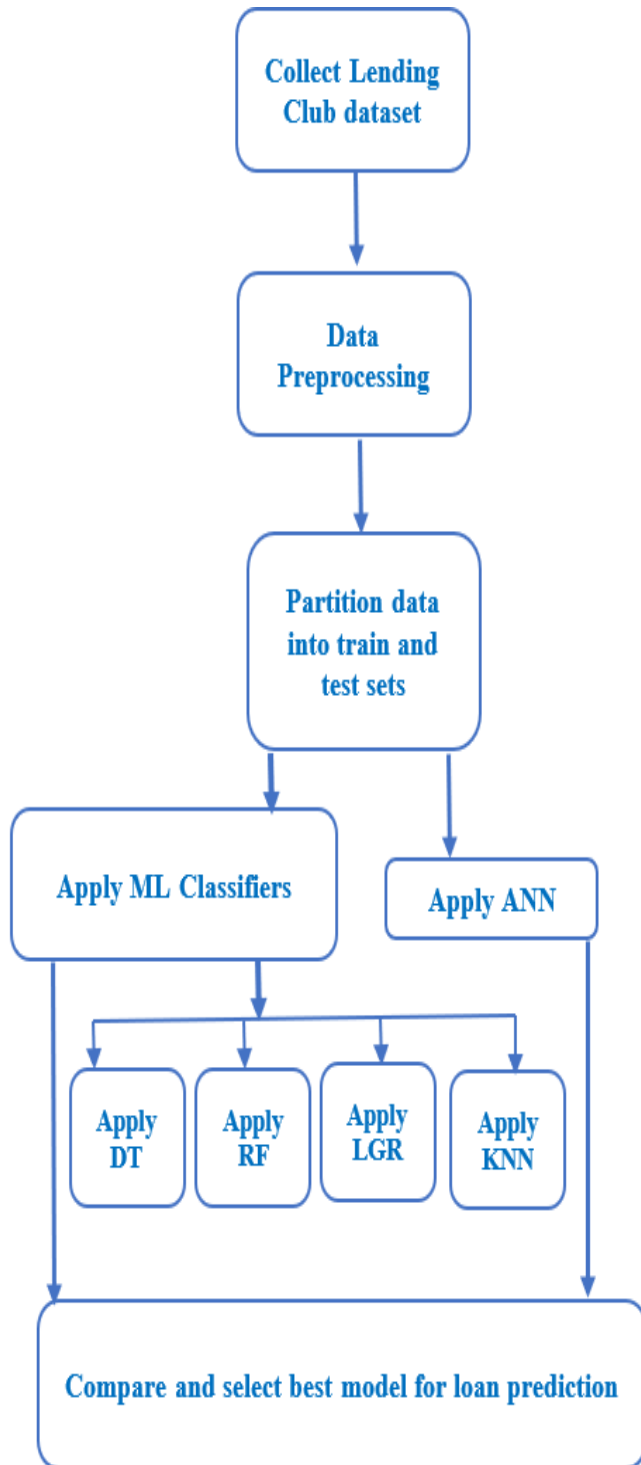 Collect Lending
Club dataset
Data
Preprocessing
Partition data
into train and
test sets
Apply ML Classifiers
Apply ANN
Apply
DT
Apply
RF
Apply
LGR
Apply
KNN
Compare and select best model for loan prediction